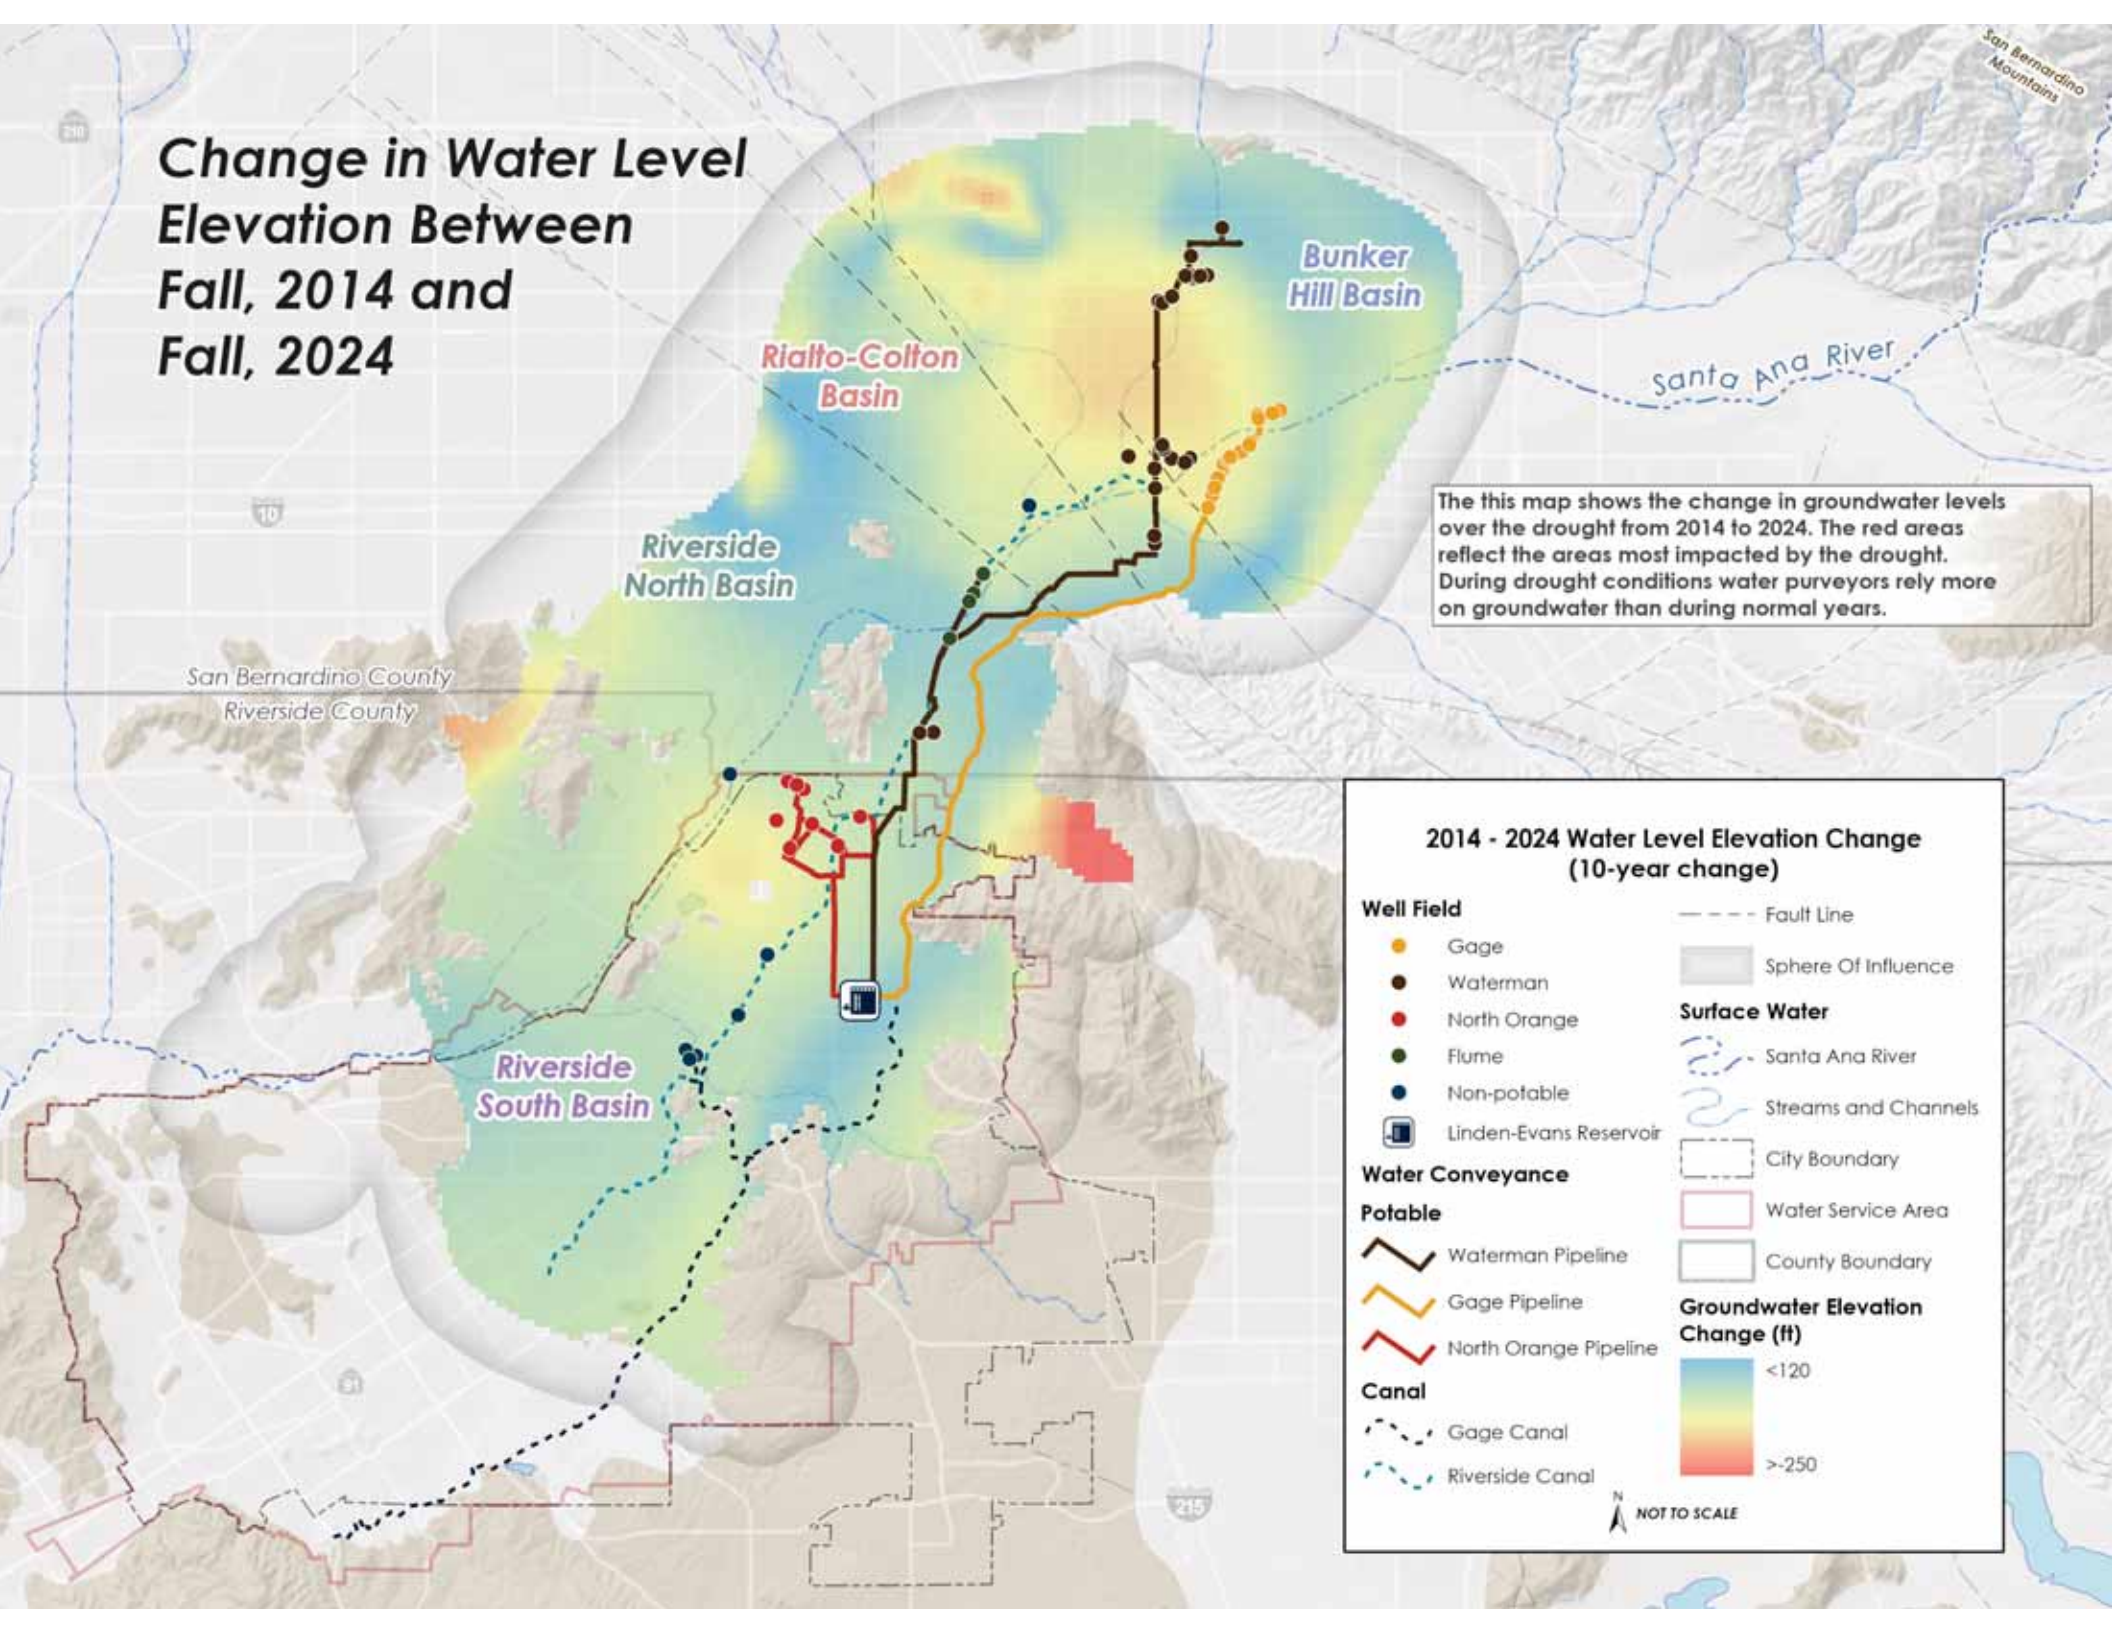 San Bernardino
Mountains
210
Change in Water Level
Elevation Between
Fall, 2014 and
Fall, 2024
Bunker
Hill Basin
Rialto-Colton
Basin
Santa Ana River
10
The this map shows the change in groundwater levels
over the drought from 2014 to 2024. The red areas
reflect the areas most impacted by the drought.
During drought conditions water purveyors rely more
on groundwater than during normal years.
Riverside
North Basin
San Bernardino County
Riverside County
Riverside
South Basin
91
215
2014 - 2024 Water Level Elevation Change
(10-year change)
Well Field
Gage
Waterman
North Orange
Flume
Non-potable
Linden-Evans Reservoir
Water Conveyance
Potable
Waterman Pipeline
Gage Pipeline
North Orange Pipeline
Canal
Gage Canal
Riverside Canal
Fault Line
Sphere Of Influence
Surface Water
Santa Ana River
Streams and Channels
City Boundary
Water Service Area
County Boundary
Groundwater Elevation
Change (ft)
<120
>-250
N
NOT TO SCALE